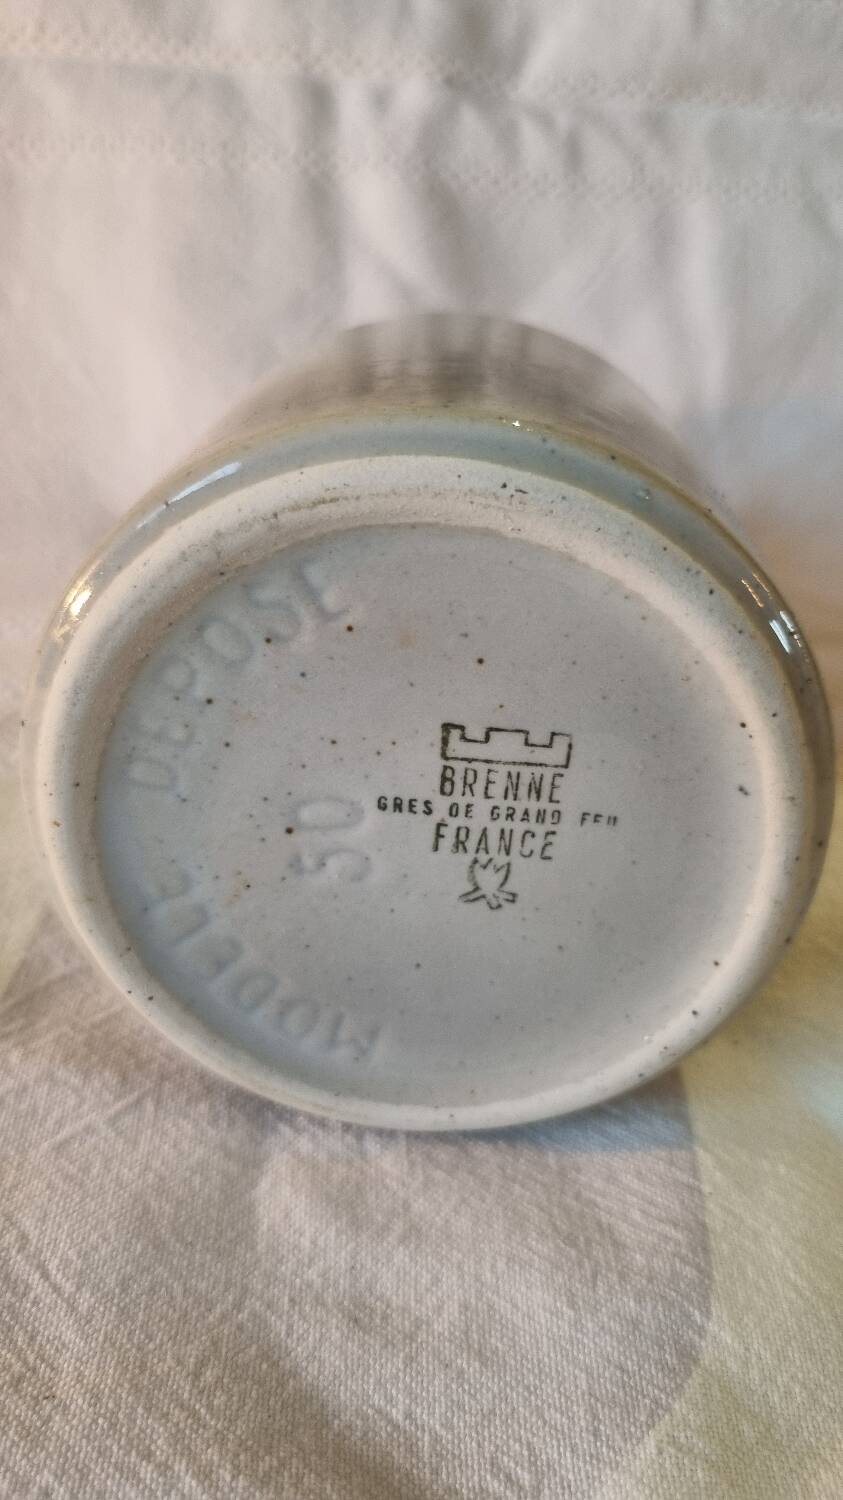 MODELE DEPOSE
50
BRENNE
GRES DE GRAND FEU
FRANCE